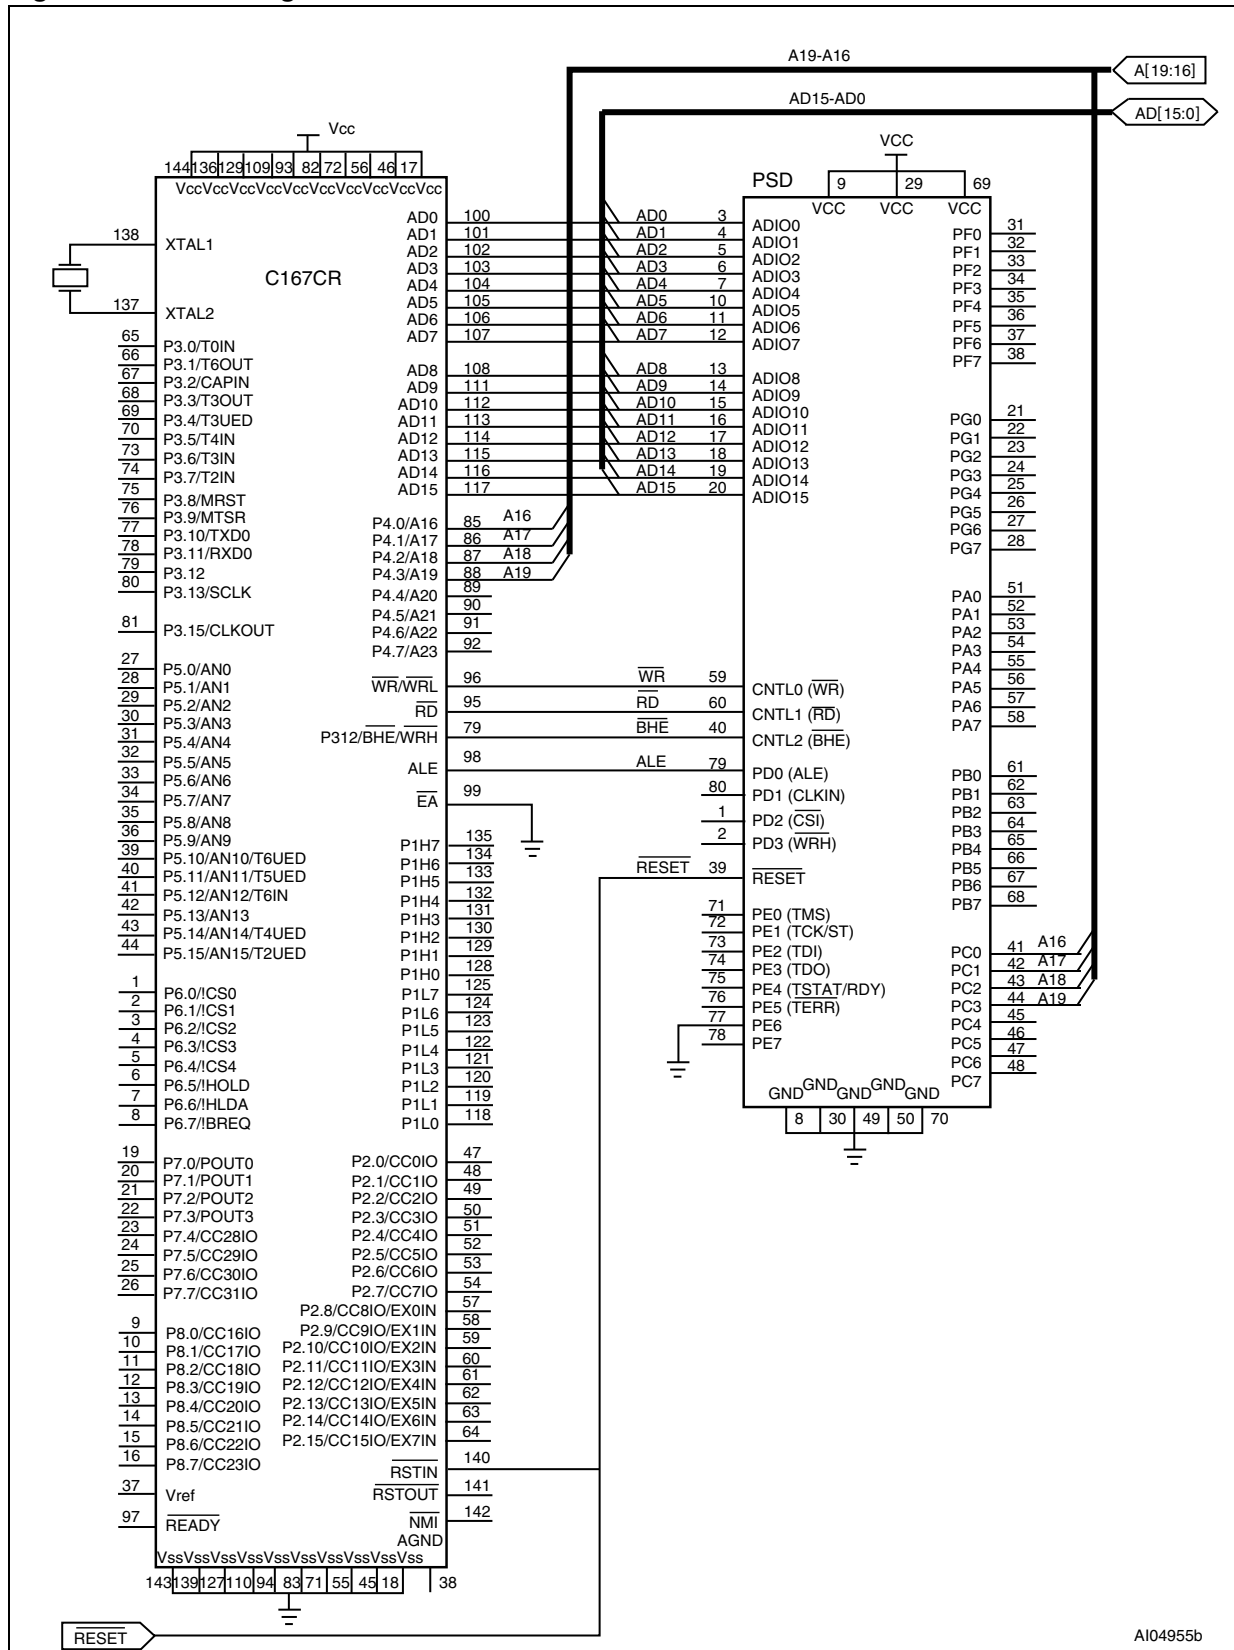 A19-A16
A[19:16]
AD15-AD0
AD[15:0]
Vcc
144 136 129 109 93 82 72 56 46 17
Vcc Vcc Vcc Vcc Vcc Vcc Vcc Vcc Vcc Vcc
C167CR
138 XTAL1
137 XTAL2
65 P3.0/T0IN
66 P3.1/T6OUT
67 P3.2/CAPIN
68 P3.3/T3OUT
69 P3.4/T3UED
70 P3.5/T4IN
73 P3.6/T3IN
74 P3.7/T2IN
75 P3.8/MRST
76 P3.9/MTSR
77 P3.10/TXD0
78 P3.11/RXD0
79 P3.12
80 P3.13/SCLK
81 P3.15/CLKOUT
27 P5.0/AN0
28 P5.1/AN1
29 P5.2/AN2
30 P5.3/AN3
31 P5.4/AN4
32 P5.5/AN5
33 P5.6/AN6
34 P5.7/AN7
35 P5.8/AN8
36 P5.9/AN9
39 P5.10/AN10/T6UED
40 P5.11/AN11/T5UED
41 P5.12/AN12/T6IN
42 P5.13/AN13
43 P5.14/AN14/T4UED
44 P5.15/AN15/T2UED
1 P6.0/!CS0
2 P6.1/!CS1
3 P6.2/!CS2
4 P6.3/!CS3
5 P6.4/!CS4
6 P6.5/!HOLD
7 P6.6/!HLDA
8 P6.7/!BREQ
19 P7.0/POUT0
20 P7.1/POUT1
21 P7.2/POUT2
22 P7.3/POUT3
23 P7.4/CC28IO
24 P7.5/CC29IO
25 P7.6/CC30IO
26 P7.7/CC31IO
9 P8.0/CC16IO
10 P8.1/CC17IO
11 P8.2/CC18IO
12 P8.3/CC19IO
13 P8.4/CC20IO
14 P8.5/CC21IO
15 P8.6/CC22IO
16 P8.7/CC23IO
37 Vref
97 READY
AD0 100
AD1 101
AD2 102
AD3 103
AD4 104
AD5 105
AD6 106
AD7 107
AD8 108
AD9 111
AD10 112
AD11 113
AD12 114
AD13 115
AD14 116
AD15 117
P4.0/A16 85 A16
P4.1/A17 86 A17
P4.2/A18 87 A18
P4.3/A19 88 A19
P4.4/A20 89
P4.5/A21 90
P4.6/A22 91
P4.7/A23 92
WR/WRL 96
RD 95
P312/BHE/WRH 79
ALE 98
EA 99
P1H7 135
P1H6 134
P1H5 133
P1H4 132
P1H3 131
P1H2 130
P1H1 129
P1H0 128
P1L7 125
P1L6 124
P1L5 123
P1L4 122
P1L3 121
P1L2 120
P1L1 119
P1L0 118
P2.0/CC0IO 47
P2.1/CC1IO 48
P2.2/CC2IO 49
P2.3/CC3IO 50
P2.4/CC4IO 51
P2.5/CC5IO 52
P2.6/CC6IO 53
P2.7/CC7IO 54
P2.8/CC8IO/EX0IN 57
P2.9/CC9IO/EX1IN 58
P2.10/CC10IO/EX2IN 59
P2.11/CC11IO/EX3IN 60
P2.12/CC12IO/EX4IN 61
P2.13/CC13IO/EX5IN 62
P2.14/CC14IO/EX6IN 63
P2.15/CC15IO/EX7IN 64
RSTIN 140
RSTOUT 141
NMI 142
AGND
Vss Vss Vss Vss Vss Vss Vss Vss Vss Vss
143 139 127 110 94 83 71 55 45 18 38
RESET
VCC
PSD 9 29 69
VCC VCC VCC
AD0 3 ADIO0
AD1 4 ADIO1
AD2 5 ADIO2
AD3 6 ADIO3
AD4 7 ADIO4
AD5 10 ADIO5
AD6 11 ADIO6
AD7 12 ADIO7
AD8 13 ADIO8
AD9 14 ADIO9
AD10 15 ADIO10
AD11 16 ADIO11
AD12 17 ADIO12
AD13 18 ADIO13
AD14 19 ADIO14
AD15 20 ADIO15
WR 59 CNTL0 (WR)
RD 60 CNTL1 (RD)
BHE 40 CNTL2 (BHE)
ALE 79 PD0 (ALE)
80 PD1 (CLKIN)
1 PD2 (CSI)
2 PD3 (WRH)
RESET 39 RESET
71 PE0 (TMS)
72 PE1 (TCK/ST)
73 PE2 (TDI)
74 PE3 (TDO)
75 PE4 (TSTAT/RDY)
76 PE5 (TERR)
77 PE6
78 PE7
PF0 31
PF1 32
PF2 33
PF3 34
PF4 35
PF5 36
PF6 37
PF7 38
PG0 21
PG1 22
PG2 23
PG3 24
PG4 25
PG5 26
PG6 27
PG7 28
PA0 51
PA1 52
PA2 53
PA3 54
PA4 55
PA5 56
PA6 57
PA7 58
PB0 61
PB1 62
PB2 63
PB3 64
PB4 65
PB5 66
PB6 67
PB7 68
PC0 41 A16
PC1 42 A17
PC2 43 A18
PC3 44 A19
PC4 45
PC5 46
PC6 47
PC7 48
GND GND GND GND GND
8 30 49 50 70
AI04955b